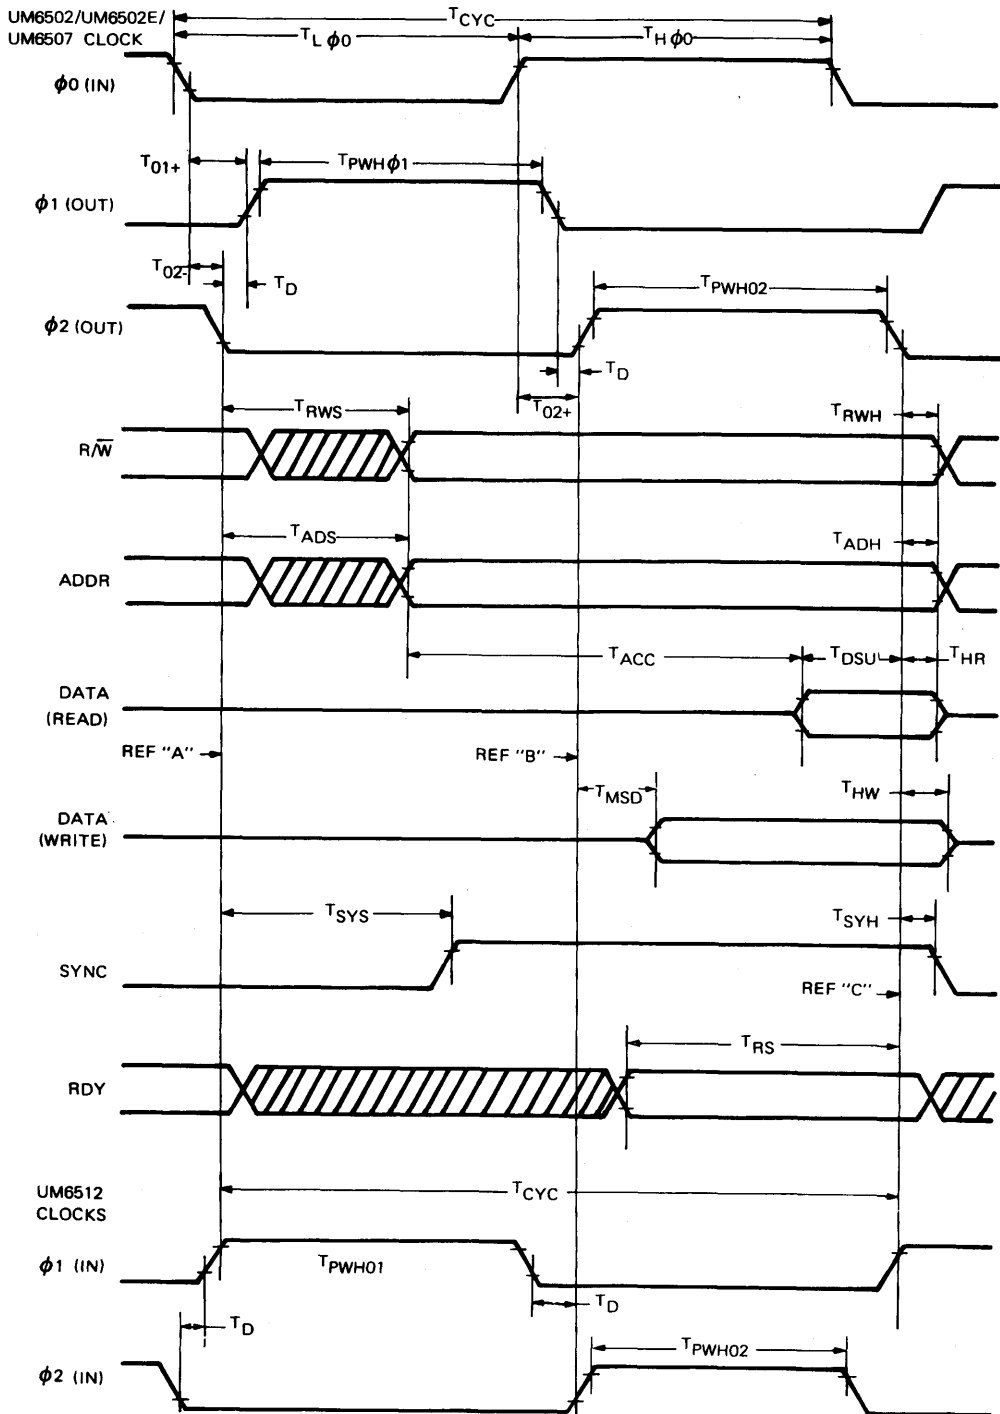 UM6502/UM6502E/
UM6507 CLOCK
TCYC
TL ϕ0
TH ϕ0
ϕ0 (IN)
T01+
TPWHϕ1
ϕ1 (OUT)
T02-
TD
TPWH02
ϕ2 (OUT)
TD
T02+
TRWS
TRWH
R/W̅
TADS
TADH
ADDR
TACC
TDSU
THR
DATA
(READ)
REF "A"
REF "B"
TMSD
THW
DATA
(WRITE)
TSYS
TSYH
SYNC
REF "C"
TRS
RDY
TCYC
UM6512
CLOCKS
ϕ1 (IN)
TPWH01
TD
TD
TPWH02
ϕ2 (IN)